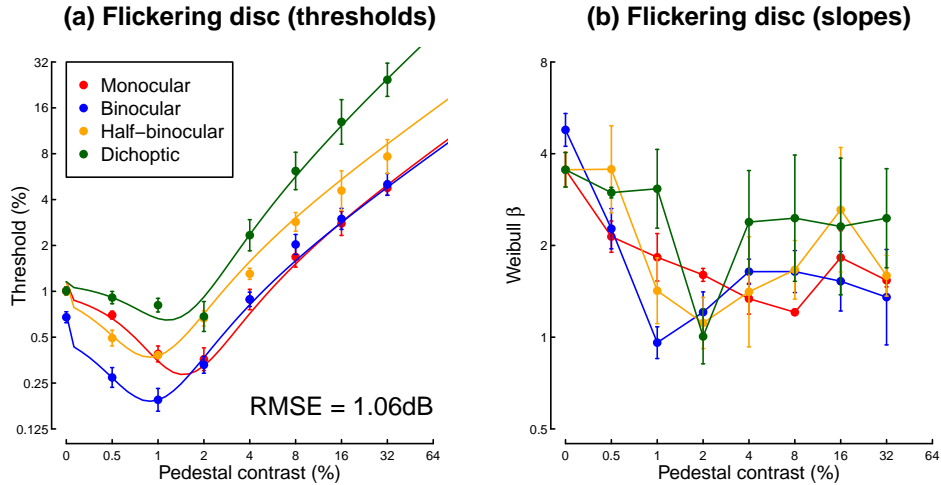 (a) Flickering disc (thresholds)
32
16
8
4
2
1
0.5
0.25
0.125
Threshold (%)
Monocular
Binocular
Half−binocular
Dichoptic
RMSE = 1.06dB
0 0.5 1 2 4 8 16 32 64
Pedestal contrast (%)
(b) Flickering disc (slopes)
8
4
2
1
0.5
Weibull β
0 0.5 1 2 4 8 16 32 64
Pedestal contrast (%)